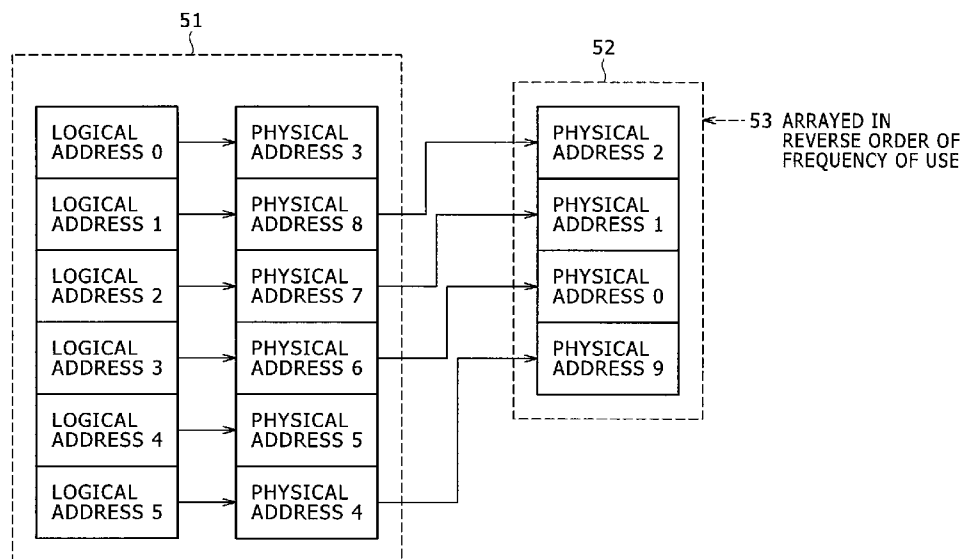 51
52
53 ARRAYED IN
REVERSE ORDER OF
FREQUENCY OF USE
LOGICAL
ADDRESS 0
LOGICAL
ADDRESS 1
LOGICAL
ADDRESS 2
LOGICAL
ADDRESS 3
LOGICAL
ADDRESS 4
LOGICAL
ADDRESS 5
PHYSICAL
ADDRESS 3
PHYSICAL
ADDRESS 8
PHYSICAL
ADDRESS 7
PHYSICAL
ADDRESS 6
PHYSICAL
ADDRESS 5
PHYSICAL
ADDRESS 4
PHYSICAL
ADDRESS 2
PHYSICAL
ADDRESS 1
PHYSICAL
ADDRESS 0
PHYSICAL
ADDRESS 9